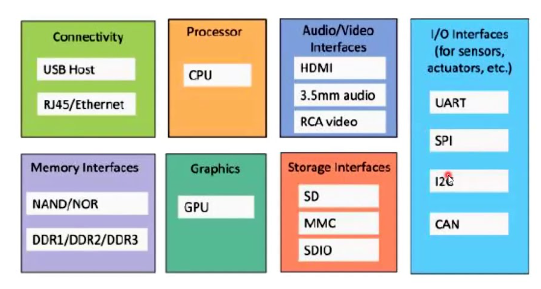 Connectivity
USB Host
RJ45/Ethernet
Processor
CPU
Audio/Video
Interfaces
HDMI
3.5mm audio
RCA video
I/O Interfaces
(for sensors,
actuators, etc.)
UART
SPI
I2C
CAN
Memory Interfaces
NAND/NOR
DDR1/DDR2/DDR3
Graphics
GPU
Storage Interfaces
SD
MMC
SDIO